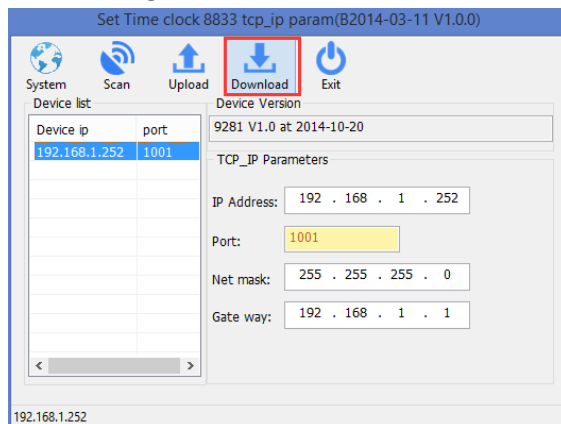 Set Time clock 8833 tcp_ip param(B2014-03-11 V1.0.0)
System Scan Upload Download Exit
Device list
Device ip port
192.168.1.252 1001
Device Version
9281 V1.0 at 2014-10-20
TCP_IP Parameters
IP Address: 192 . 168 . 1 . 252
Port: 1001
Net mask: 255 . 255 . 255 . 0
Gate way: 192 . 168 . 1 . 1
192.168.1.252